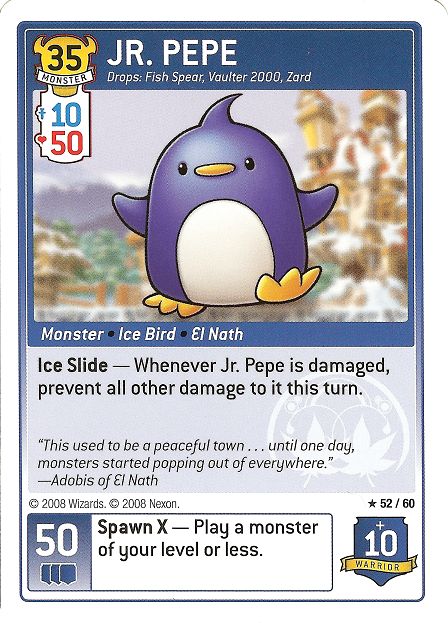 35
MONSTER
JR. PEPE
Drops: Fish Spear, Vaulter 2000, Zard
10
50
Monster • Ice Bird • El Nath
Ice Slide — Whenever Jr. Pepe is damaged,
prevent all other damage to it this turn.
“This used to be a peaceful town . . . until one day,
monsters started popping out of everywhere.”
—Adobis of El Nath
© 2008 Wizards. © 2008 Nexon.
★ 52 / 60
50
Spawn X — Play a monster
of your level or less.
+
10
WARRIOR